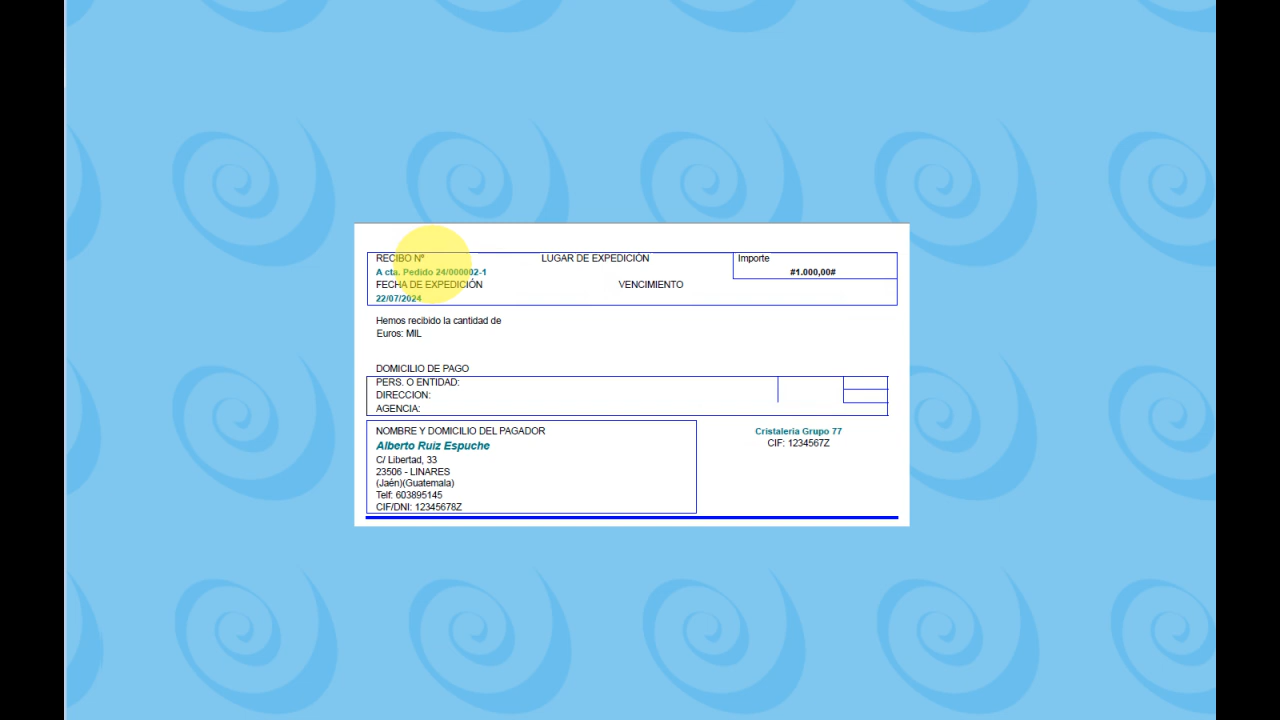 RECIBO Nº LUGAR DE EXPEDICIÓN Importe
A cta. Pedido 24/000002-1 #1.000,00#
FECHA DE EXPEDICIÓN VENCIMIENTO
22/07/2024
Hemos recibido la cantidad de
Euros: MIL
DOMICILIO DE PAGO
PERS. O ENTIDAD:
DIRECCION:
AGENCIA:
NOMBRE Y DOMICILIO DEL PAGADOR
Alberto Ruiz Espuche
C/ Libertad, 33
23506 - LINARES
(Jaén)(Guatemala)
Telf: 603895145
CIF/DNI: 12345678Z
Cristaleria Grupo 77
CIF: 1234567Z